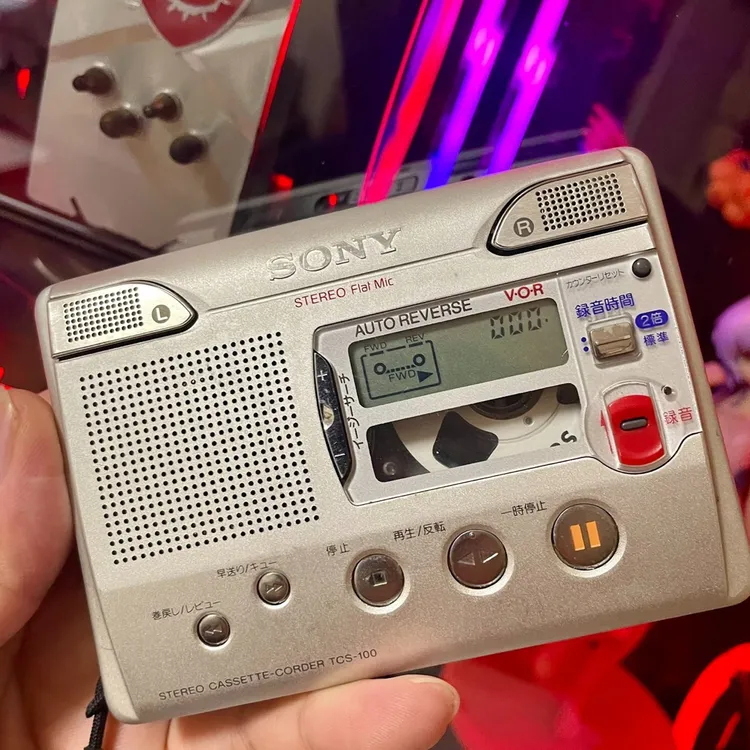 SONY
STEREO Flat Mic
L
R
カウンターリセット
AUTO REVERSE
V·O·R
録音時間
2倍
標準
FWD REV
FWD
000
+
イージーサーチ
−
録音
一時停止
再生/反転
停止
早送り/キュー
巻戻し/レビュー
STEREO CASSETTE-CORDER TCS-100